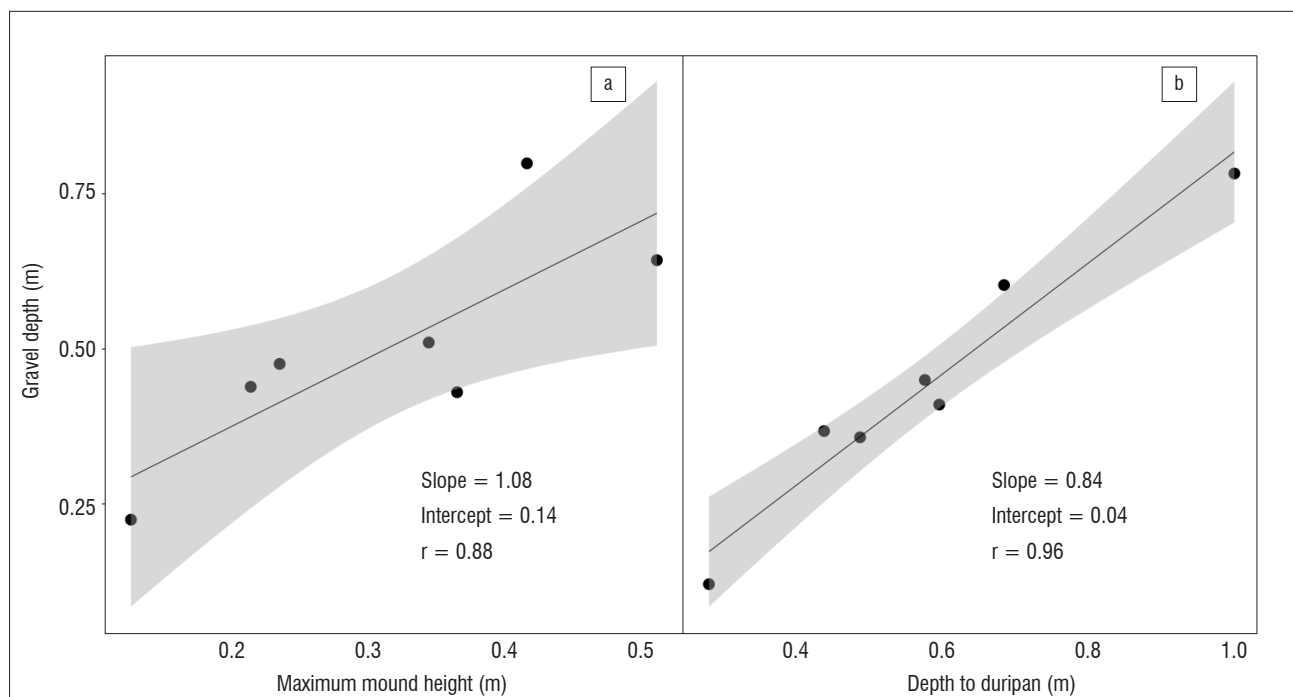 a
b
0.75
0.50
0.25
Gravel depth (m)
Slope = 1.08
Intercept = 0.14
r = 0.88
Slope = 0.84
Intercept = 0.04
r = 0.96
0.2 0.3 0.4 0.5
0.4 0.6 0.8 1.0
Maximum mound height (m)
Depth to duripan (m)